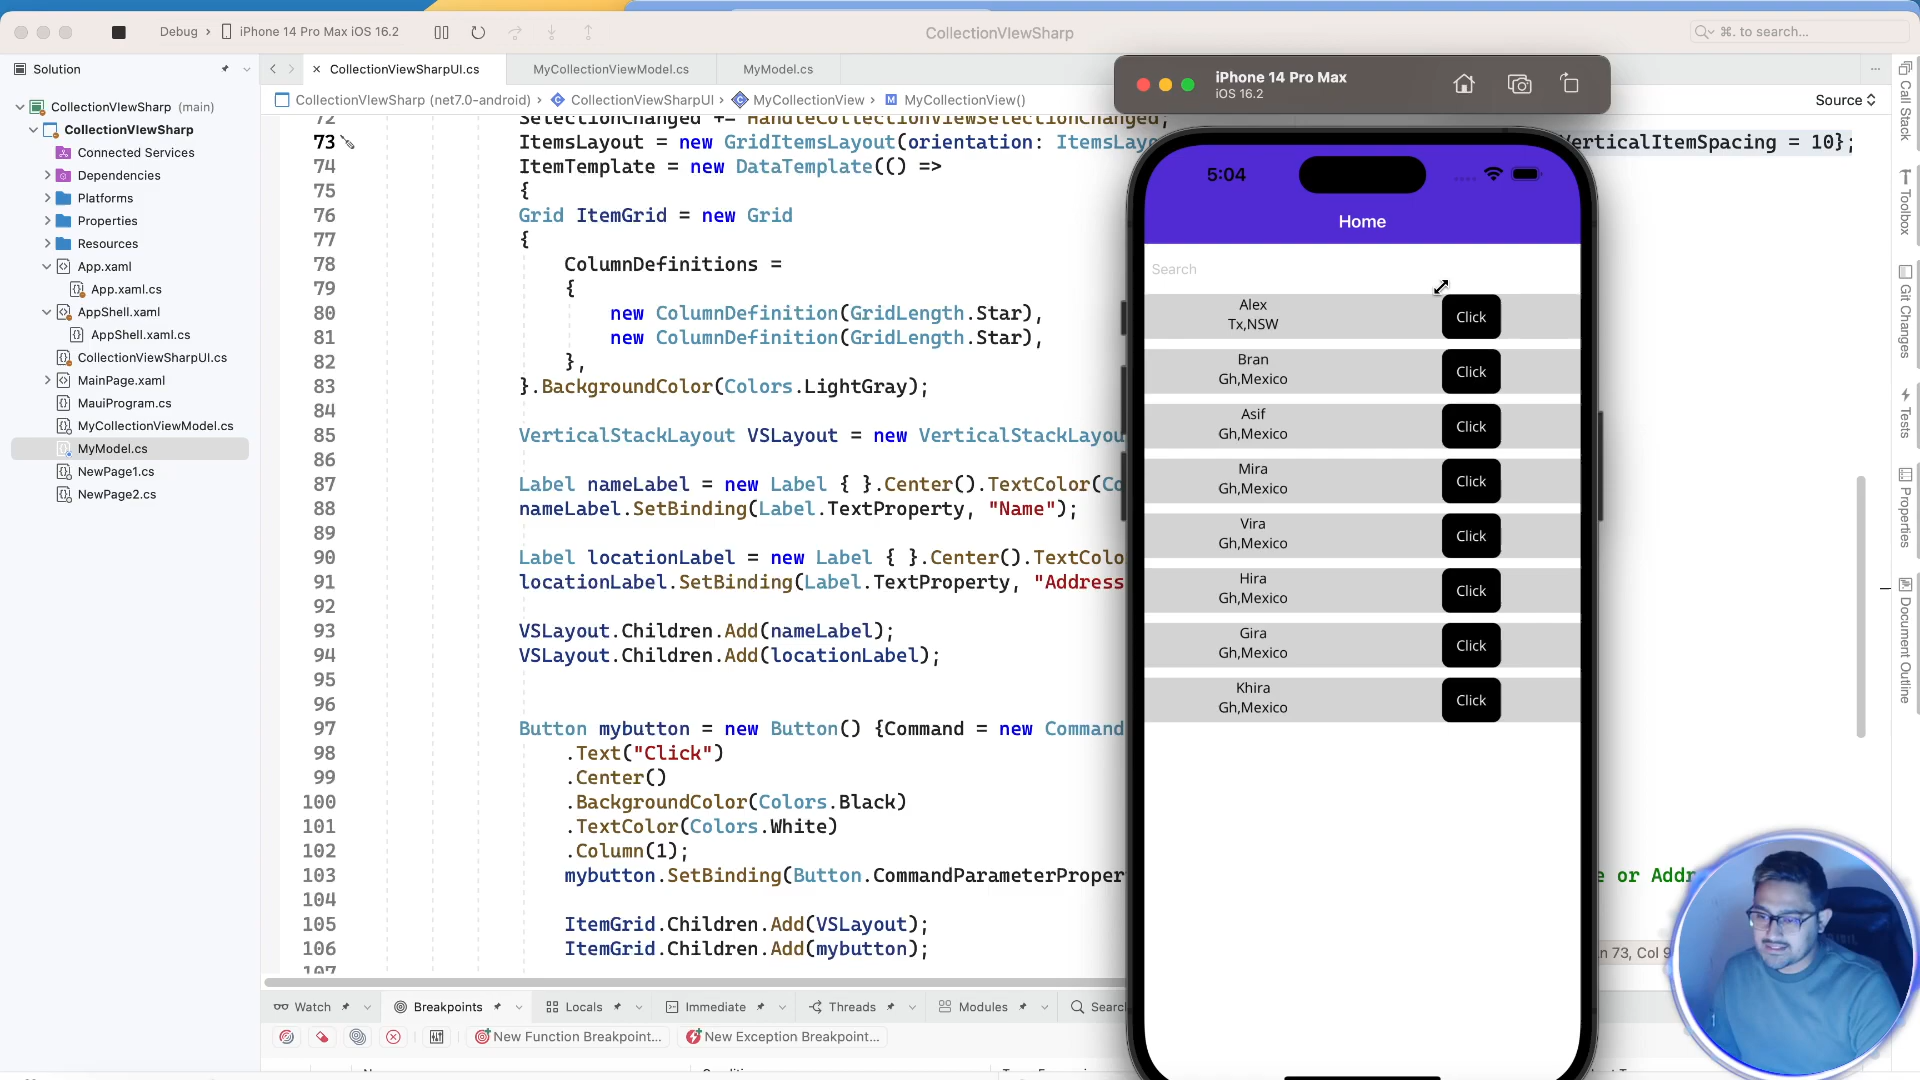 Debug › iPhone 14 Pro Max iOS 16.2
CollectionVIewSharp
⌘. to search...
Solution
CollectionViewSharpUI.cs
MyCollectionViewModel.cs
MyModel.cs
CollectionVIewSharp (net7.0-android) › CollectionViewSharpUI › MyCollectionView › MyCollectionView()
Source
CollectionVIewSharp (main)
CollectionVIewSharp
Connected Services
Dependencies
Platforms
Properties
Resources
App.xaml
App.xaml.cs
AppShell.xaml
AppShell.xaml.cs
CollectionViewSharpUI.cs
MainPage.xaml
MauiProgram.cs
MyCollectionViewModel.cs
MyModel.cs
NewPage1.cs
NewPage2.cs
72 SelectionChanged += HandleCollectionViewSelectionChanged;
73 ItemsLayout = new GridItemsLayout(orientation: ItemsLayo
VerticalItemSpacing = 10};
74 ItemTemplate = new DataTemplate(() =>
75 {
76 Grid ItemGrid = new Grid
77 {
78 ColumnDefinitions =
79 {
80 new ColumnDefinition(GridLength.Star),
81 new ColumnDefinition(GridLength.Star),
82 },
83 }.BackgroundColor(Colors.LightGray);
84
85 VerticalStackLayout VSLayout = new VerticalStackLayou
86
87 Label nameLabel = new Label { }.Center().TextColor(Co
88 nameLabel.SetBinding(Label.TextProperty, "Name");
89
90 Label locationLabel = new Label { }.Center().TextColo
91 locationLabel.SetBinding(Label.TextProperty, "Address
92
93 VSLayout.Children.Add(nameLabel);
94 VSLayout.Children.Add(locationLabel);
95
96
97 Button mybutton = new Button() {Command = new Command
98 .Text("Click")
99 .Center()
100 .BackgroundColor(Colors.Black)
101 .TextColor(Colors.White)
102 .Column(1);
103 mybutton.SetBinding(Button.CommandParameterProper
e or Addr
104
105 ItemGrid.Children.Add(VSLayout);
106 ItemGrid.Children.Add(mybutton);
107
n 73, Col 9
iPhone 14 Pro Max
iOS 16.2
5:04
Home
Search
Alex
Tx,NSW
Click
Bran
Gh,Mexico
Click
Asif
Gh,Mexico
Click
Mira
Gh,Mexico
Click
Vira
Gh,Mexico
Click
Hira
Gh,Mexico
Click
Gira
Gh,Mexico
Click
Khira
Gh,Mexico
Click
Call Stack
Toolbox
Git Changes
Tests
Properties
Document Outline
Watch
Breakpoints
Locals
Immediate
Threads
Modules
Search
New Function Breakpoint...
New Exception Breakpoint...